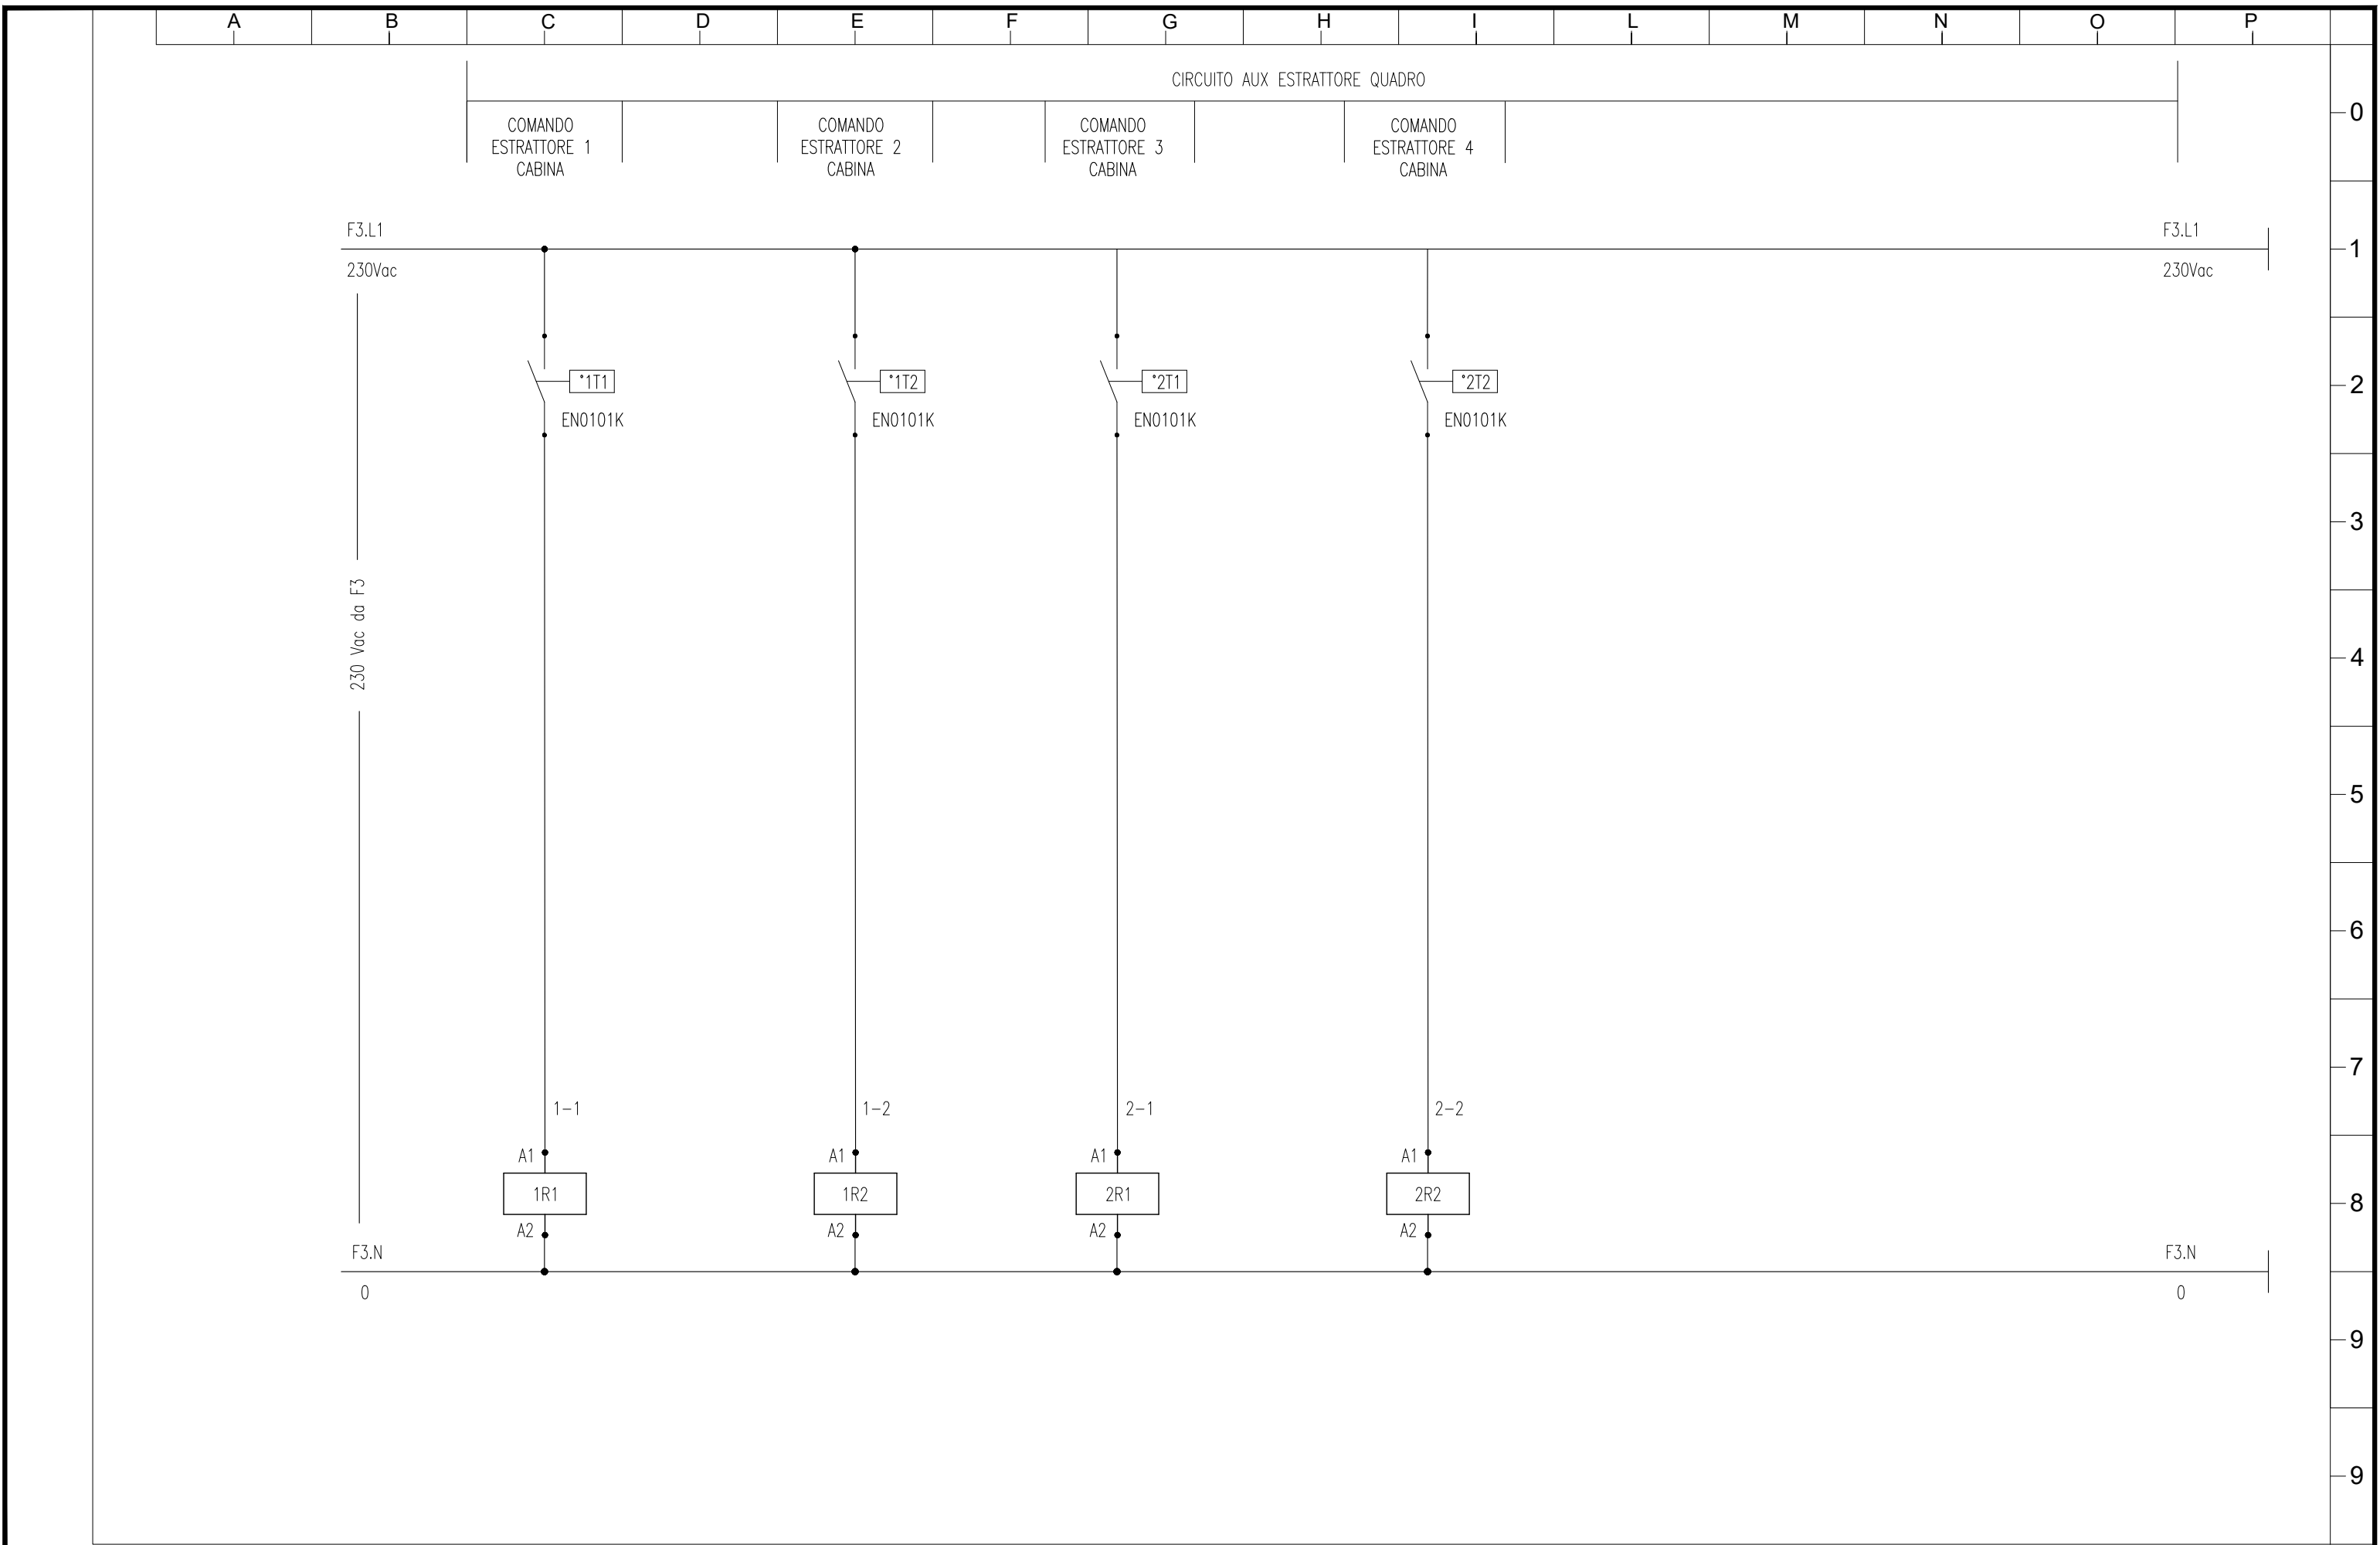 A B C D E F G H I L M N O P
CIRCUITO AUX ESTRATTORE QUADRO
COMANDO
ESTRATTORE 1
CABINA
COMANDO
ESTRATTORE 2
CABINA
COMANDO
ESTRATTORE 3
CABINA
COMANDO
ESTRATTORE 4
CABINA
0
F3.L1
F3.L1
1
230Vac
230Vac
°1T1
°1T2
°2T1
°2T2
2
EN0101K
EN0101K
EN0101K
EN0101K
3
230 Vac da F3
4
5
6
7
1-1
1-2
2-1
2-2
A1
A1
A1
A1
1R1
1R2
2R1
2R2
8
A2
A2
A2
A2
F3.N
F3.N
0
0
9
9